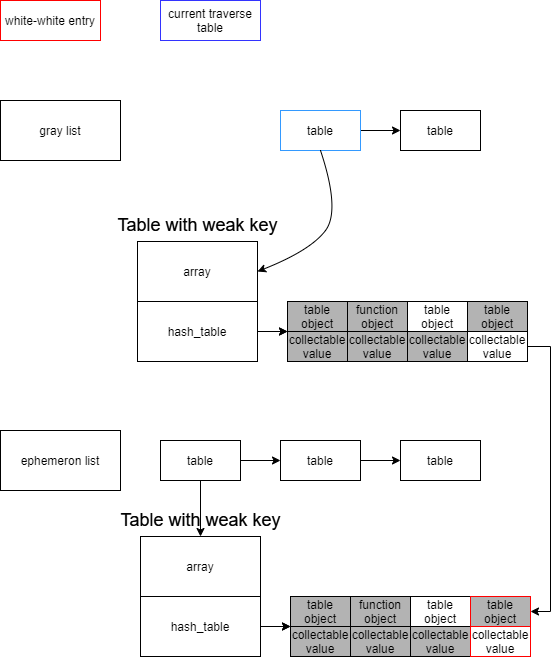 white-white entry
current traverse
table
gray list
table
table
Table with weak key
array
hash_table
table
object
function
object
table
object
table
object
collectable
value
collectable
value
collectable
value
collectable
value
ephemeron list
table
table
table
Table with weak key
array
hash_table
table
object
function
object
table
object
table
object
collectable
value
collectable
value
collectable
value
collectable
value